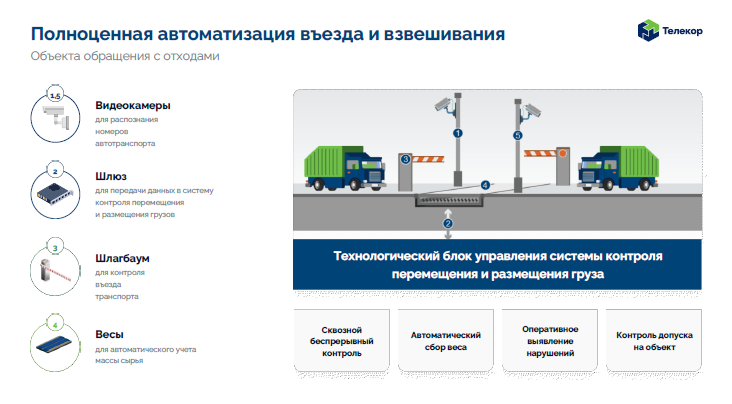 Полноценная автоматизация въезда и взвешивания
Объекта обращения с отходами
Телекор
1,5
Видеокамеры
для распознания
номеров
автотранспорта
2
Шлюз
для передачи данных в систему
контроля перемещения
и размещения грузов
3
Шлагбаум
для контроля
въезда
транспорта
4
Весы
для автоматического учета
массы сырья
1
5
3
4
2
Технологический блок управления системы контроля
перемещения и размещения груза
Сквозной
беспрерывный
контроль
Автоматический
сбор веса
Оперативное
выявление
нарушений
Контроль допуска
на объект